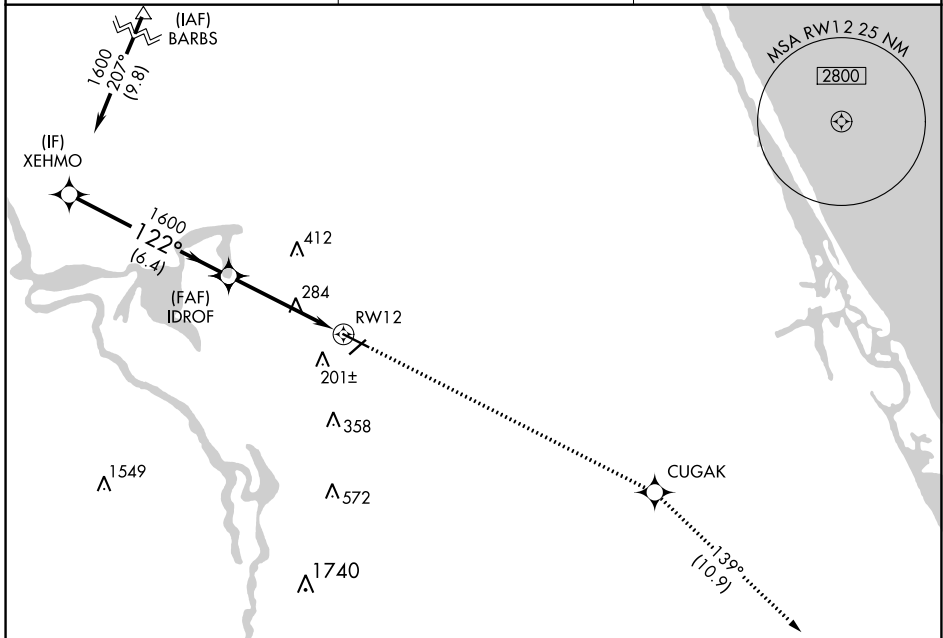 (IAF)
BARBS
1600
207°
(9.8)
MSA RW12 25 NM
2800
(IF)
XEHMO
1600
122°
(6.4)
412
(FAF)
IDROF
284
RW12
201±
358
1549
572
CUGAK
1740
139°
(10.9)